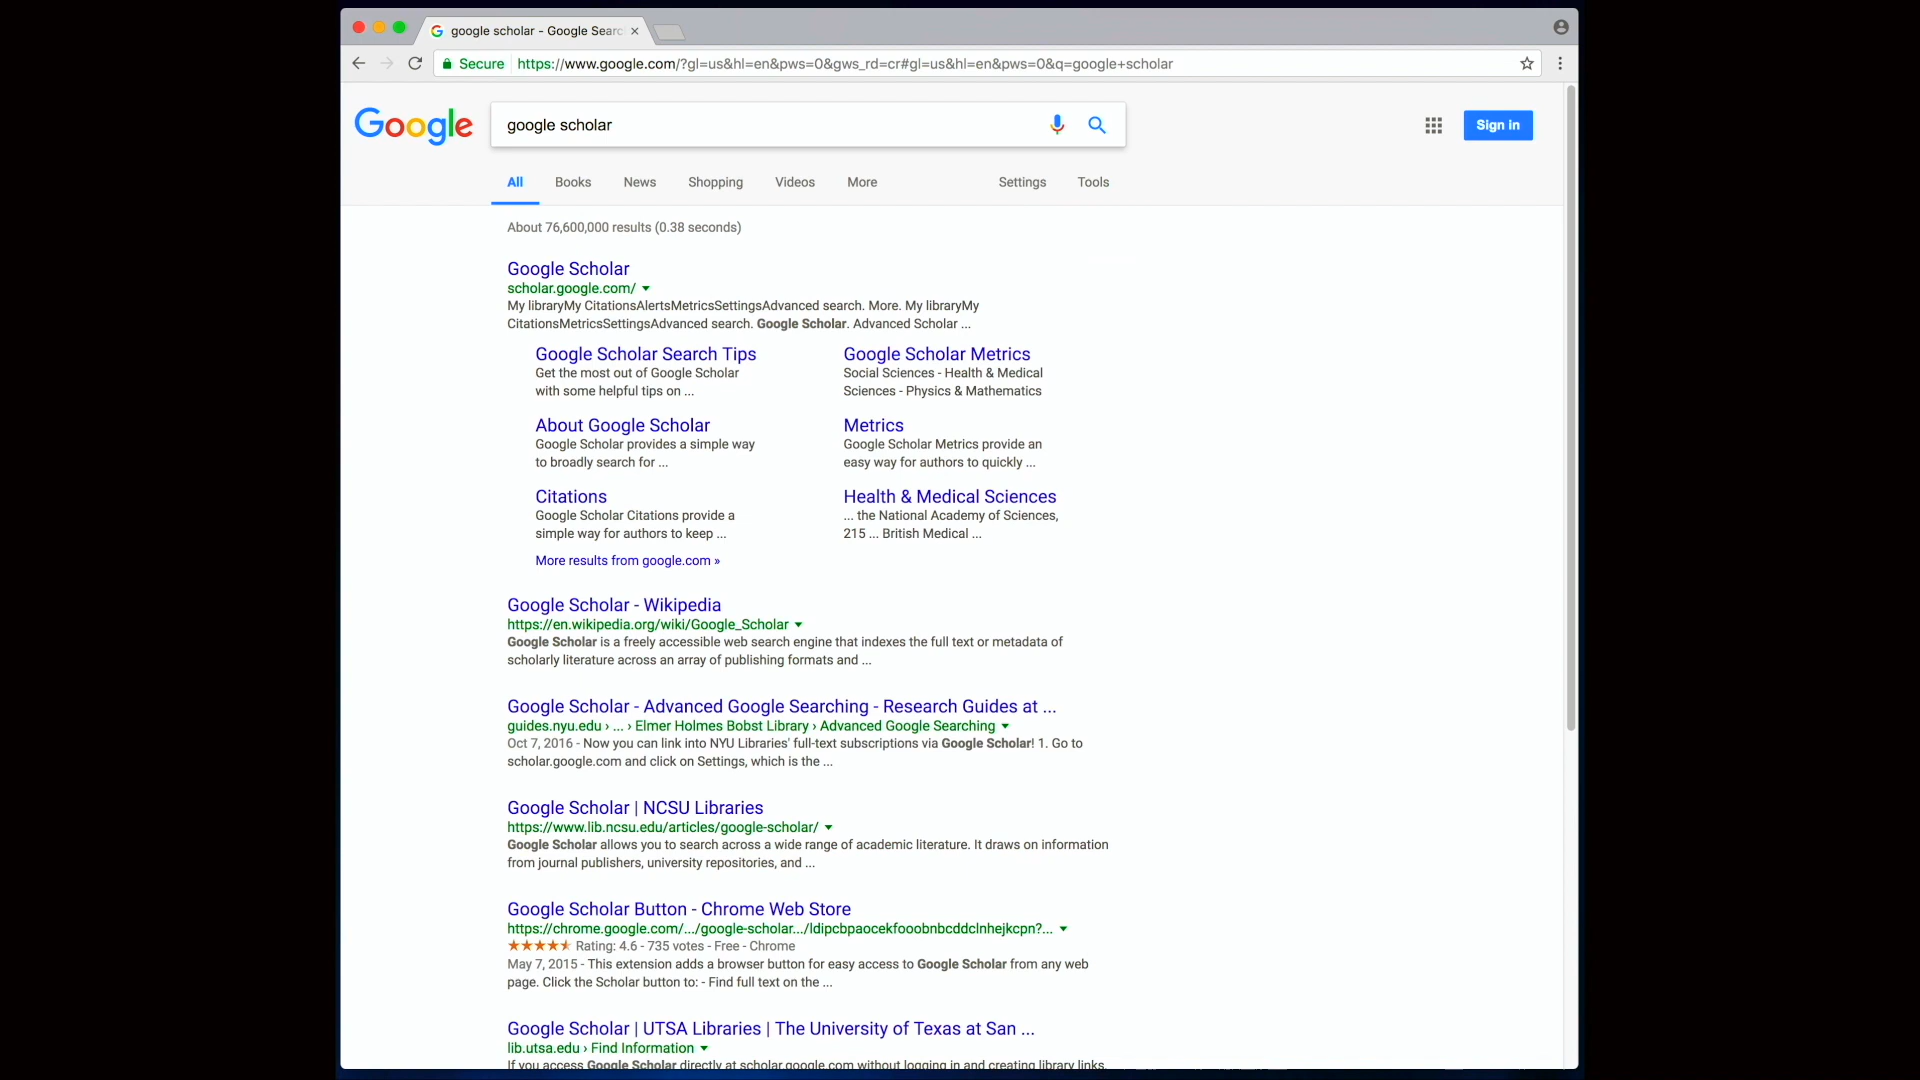 google scholar - Google Searc
Secure https://www.google.com/?gl=us&hl=en&pws=0&gws_rd=cr#gl=us&hl=en&pws=0&q=google+scholar
Google google scholar Sign in
All Books News Shopping Videos More Settings Tools
About 76,600,000 results (0.38 seconds)
Google Scholar
scholar.google.com/
My libraryMy CitationsAlertsMetricsSettingsAdvanced search. More. My libraryMy
CitationsMetricsSettingsAdvanced search. Google Scholar. Advanced Scholar ...
Google Scholar Search Tips
Get the most out of Google Scholar
with some helpful tips on ...
Google Scholar Metrics
Social Sciences - Health & Medical
Sciences - Physics & Mathematics
About Google Scholar
Google Scholar provides a simple way
to broadly search for ...
Metrics
Google Scholar Metrics provide an
easy way for authors to quickly ...
Citations
Google Scholar Citations provide a
simple way for authors to keep ...
Health & Medical Sciences
... the National Academy of Sciences,
215 ... British Medical ...
More results from google.com »
Google Scholar - Wikipedia
https://en.wikipedia.org/wiki/Google_Scholar
Google Scholar is a freely accessible web search engine that indexes the full text or metadata of
scholarly literature across an array of publishing formats and ...
Google Scholar - Advanced Google Searching - Research Guides at ...
guides.nyu.edu › ... › Elmer Holmes Bobst Library › Advanced Google Searching
Oct 7, 2016 - Now you can link into NYU Libraries' full-text subscriptions via Google Scholar! 1. Go to
scholar.google.com and click on Settings, which is the ...
Google Scholar | NCSU Libraries
https://www.lib.ncsu.edu/articles/google-scholar/
Google Scholar allows you to search across a wide range of academic literature. It draws on information
from journal publishers, university repositories, and ...
Google Scholar Button - Chrome Web Store
https://chrome.google.com/.../google-scholar.../ldipcbpaocekfooobnbcddclnhejkcpn?...
Rating: 4.6 - 735 votes - Free - Chrome
May 7, 2015 - This extension adds a browser button for easy access to Google Scholar from any web
page. Click the Scholar button to: - Find full text on the ...
Google Scholar | UTSA Libraries | The University of Texas at San ...
lib.utsa.edu › Find Information
If you access Google Scholar directly at scholar.google.com without logging in and creating library links,